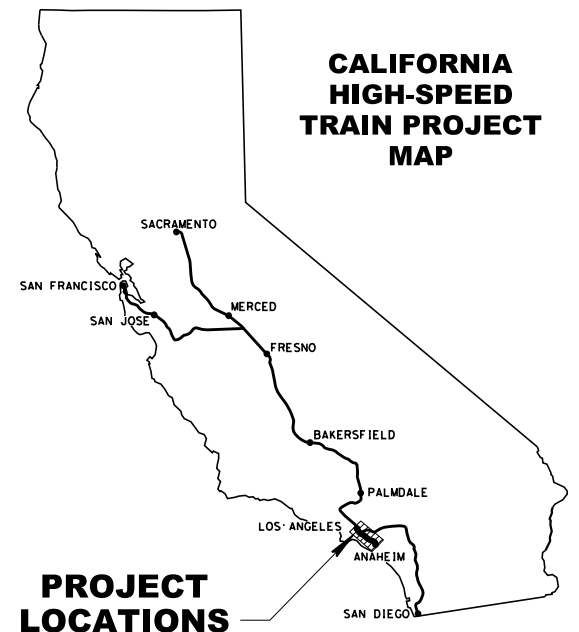 CALIFORNIA
HIGH-SPEED
TRAIN PROJECT
MAP
SACRAMENTO
SAN FRANCISCO
MERCED
SAN JOSE
FRESNO
BAKERSFIELD
PALMDALE
LOS ANGELES
ANAHEIM
PROJECT
LOCATIONS
SAN DIEGO